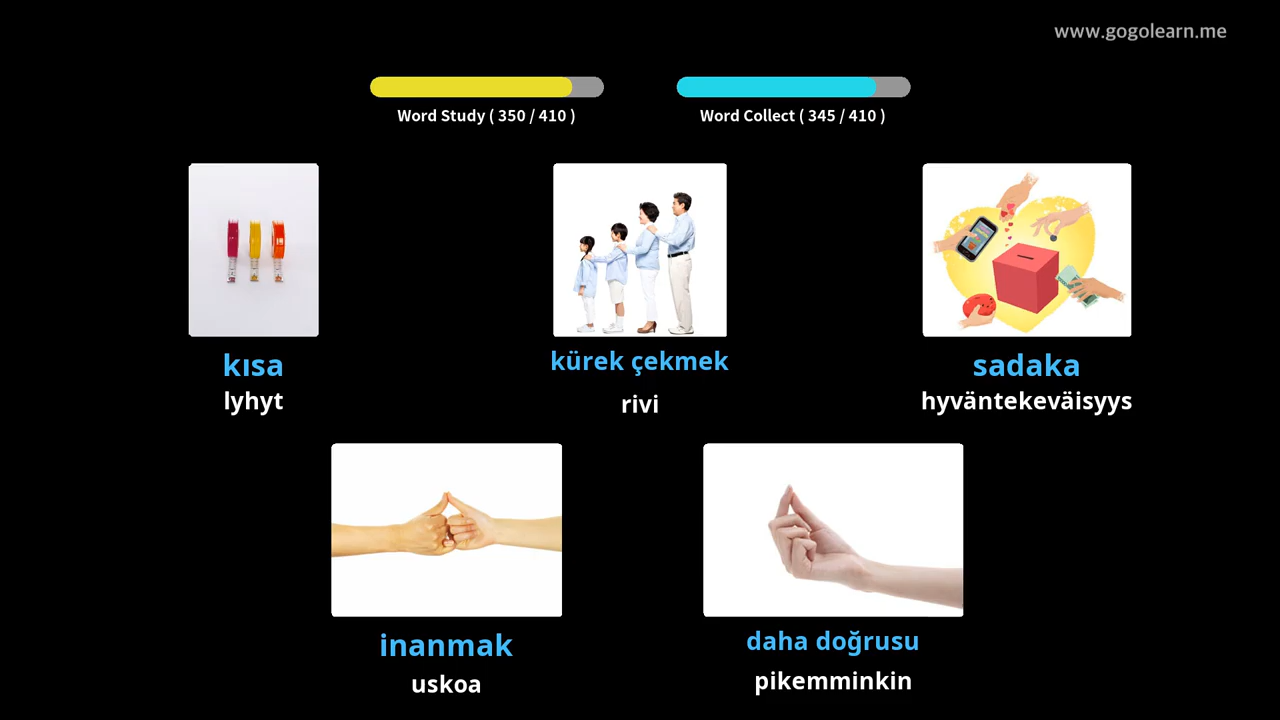 www.gogolearn.me
Word Study ( 350 / 410 )
Word Collect ( 345 / 410 )
kısa
lyhyt
kürek çekmek
rivi
sadaka
hyväntekeväisyys
inanmak
uskoa
daha doğrusu
pikemminkin